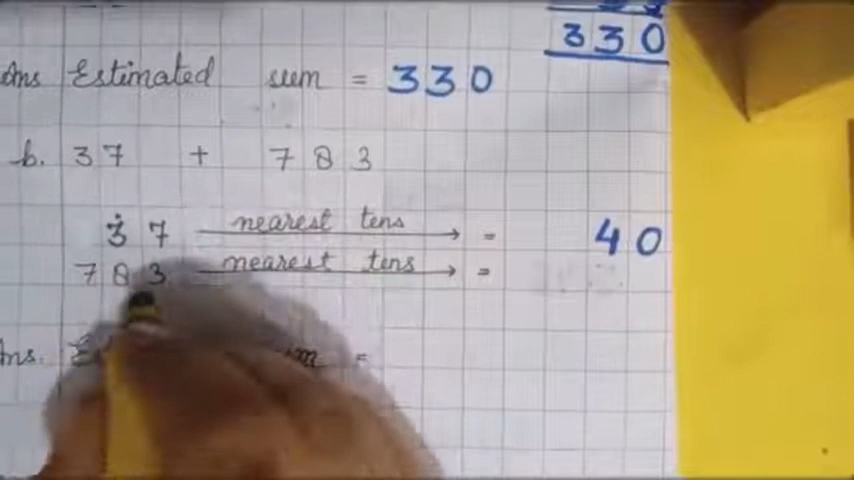 330
Ans Estimated sum = 330
b. 37 + 783
37 nearest tens = 40
783 nearest tens =
Ans. =